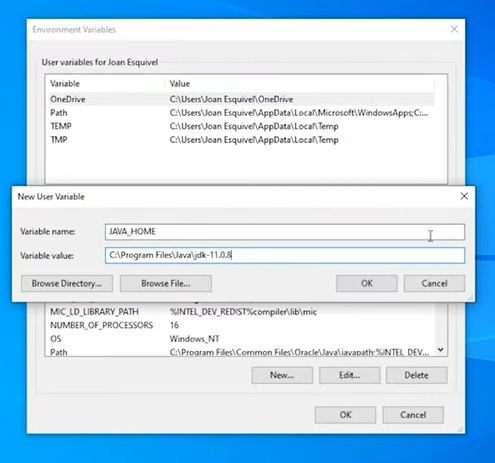 Environment Variables
User variables for Joan Esquivel
Variable Value
OneDrive C:\Users\Joan Esquivel\OneDrive
Path C:\Users\Joan Esquivel\AppData\Local\Microsoft\WindowsApps;C:...
TEMP C:\Users\Joan Esquivel\AppData\Local\Temp
TMP C:\Users\Joan Esquivel\AppData\Local\Temp
New User Variable
Variable name: JAVA_HOME
Variable value: C:\Program Files\Java\jdk-11.0.8
Browse Directory... Browse File... OK Cancel
MIC_LD_LIBRARY_PATH %INTEL_DEV_REDIST%compiler\lib\mic
NUMBER_OF_PROCESSORS 16
OS Windows_NT
Path C:\Program Files\Common Files\Oracle\Java\javapath;%INTEL_DEV...
New... Edit... Delete
OK Cancel